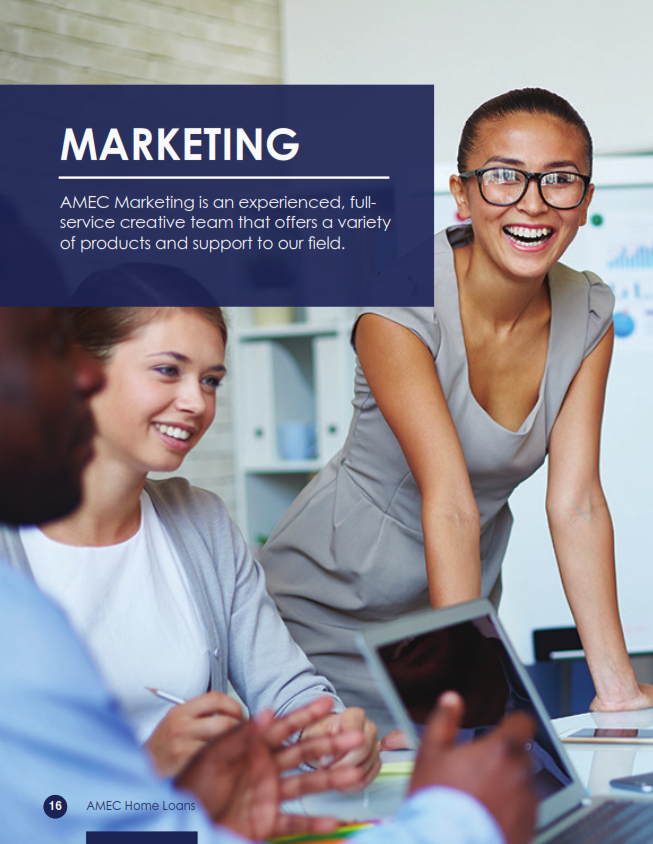 MARKETING
AMEC Marketing is an experienced, full-
service creative team that offers a variety
of products and support to our field.
16
AMEC Home Loans